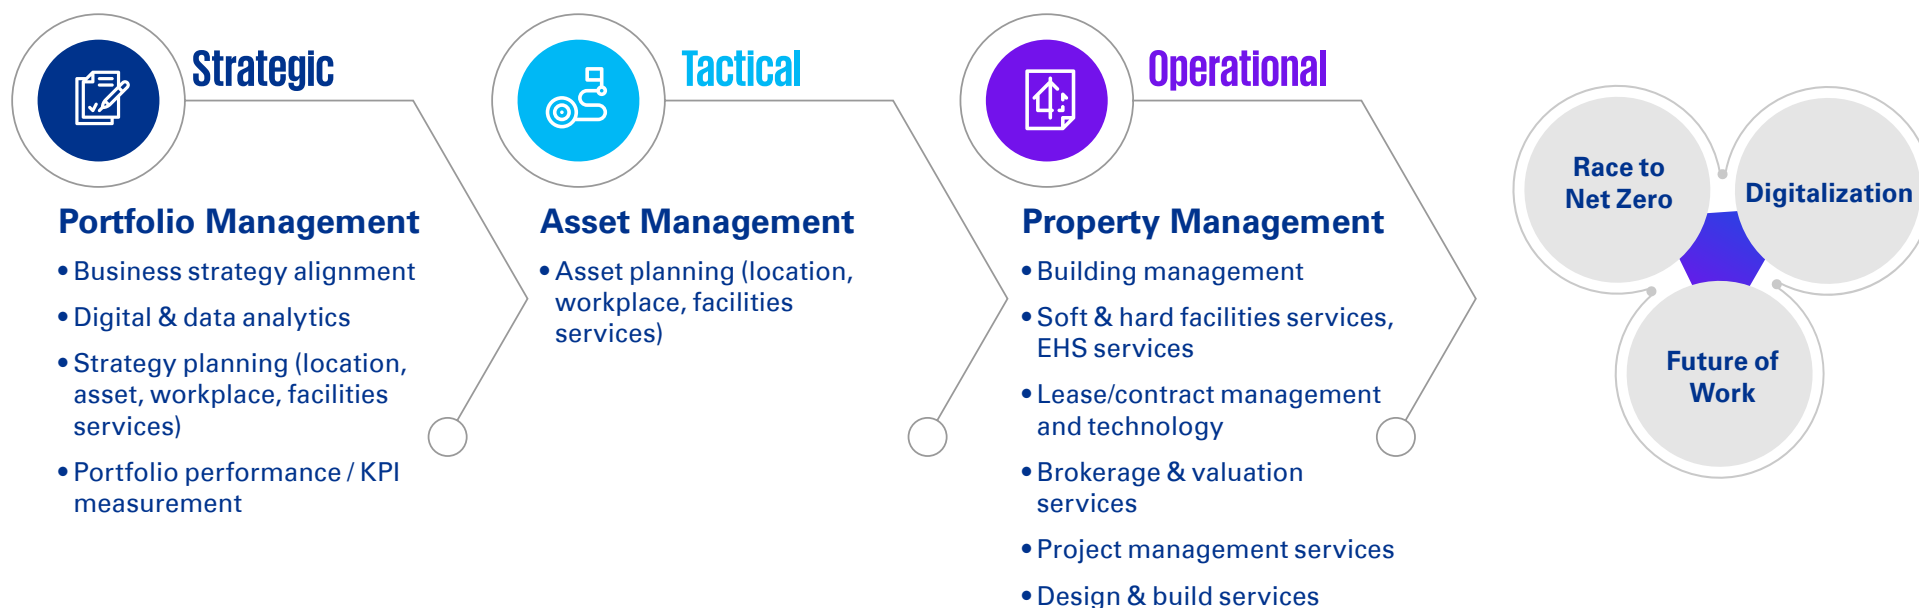 Strategic
Portfolio Management
• Business strategy alignment
• Digital & data analytics
• Strategy planning (location,
asset, workplace, facilities
services)
• Portfolio performance / KPI
measurement
Tactical
Asset Management
• Asset planning (location,
workplace, facilities
services)
Operational
Property Management
• Building management
• Soft & hard facilities services,
EHS services
• Lease/contract management
and technology
• Brokerage & valuation
services
• Project management services
• Design & build services
Race to
Net Zero
Digitalization
Future of
Work